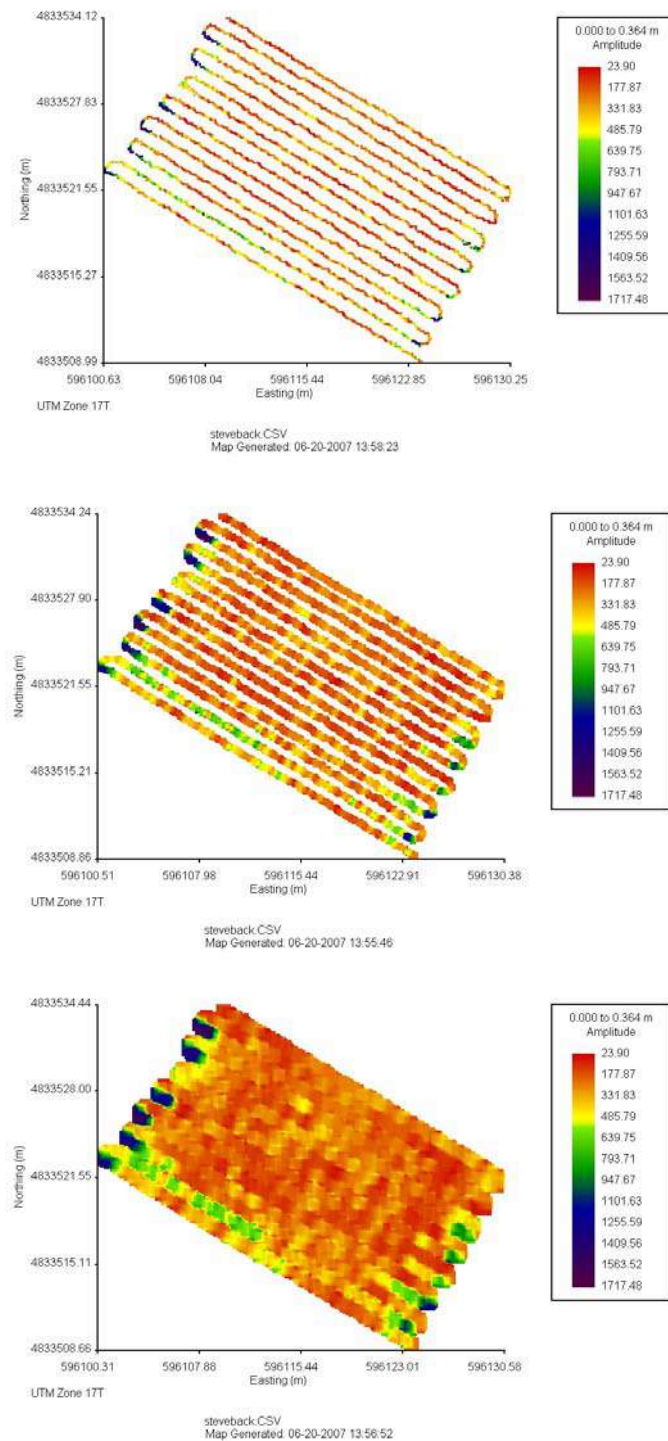 4833534.12
4833527.83
4833521.55
4833515.27
4833508.99
Northing (m)
596100.63 596108.04 596115.44 596122.85 596130.25
Easting (m)
UTM Zone 17T
steveback.CSV
Map Generated: 06-20-2007 13:58:23
0.000 to 0.364 m
Amplitude
23.90
177.87
331.83
485.79
639.75
793.71
947.67
1101.63
1255.59
1409.56
1563.52
1717.48
4833534.24
4833527.90
4833521.55
4833515.21
4833508.86
Northing (m)
596100.51 596107.98 596115.44 596122.91 596130.38
Easting (m)
UTM Zone 17T
steveback.CSV
Map Generated: 06-20-2007 13:55:46
0.000 to 0.364 m
Amplitude
23.90
177.87
331.83
485.79
639.75
793.71
947.67
1101.63
1255.59
1409.56
1563.52
1717.48
4833534.44
4833528.00
4833521.55
4833515.11
4833508.66
Northing (m)
596100.31 596107.88 596115.44 596123.01 596130.58
Easting (m)
UTM Zone 17T
steveback.CSV
Map Generated: 06-20-2007 13:56:52
0.000 to 0.364 m
Amplitude
23.90
177.87
331.83
485.79
639.75
793.71
947.67
1101.63
1255.59
1409.56
1563.52
1717.48